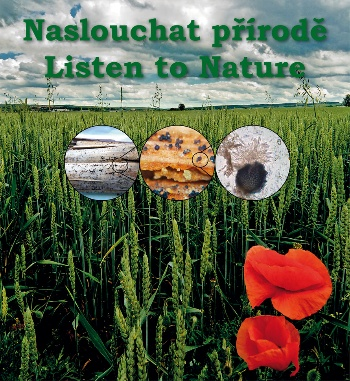 Naslouchat přírodě
Listen to Nature